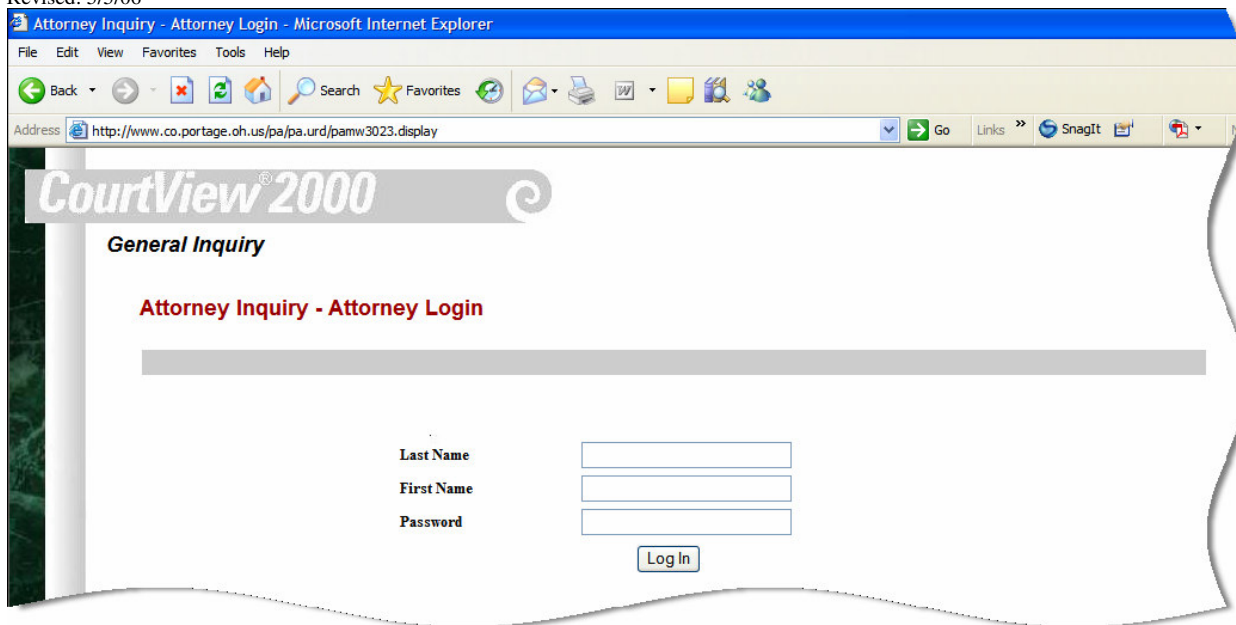 Attorney Inquiry - Attorney Login - Microsoft Internet Explorer
File Edit View Favorites Tools Help
Back Search Favorites W
Address http://www.co.portage.oh.us/pa/pa.urd/pamw3023.display Go Links » SnagIt
CourtView®2000
General Inquiry
Attorney Inquiry - Attorney Login
Last Name
First Name
Password
Log In